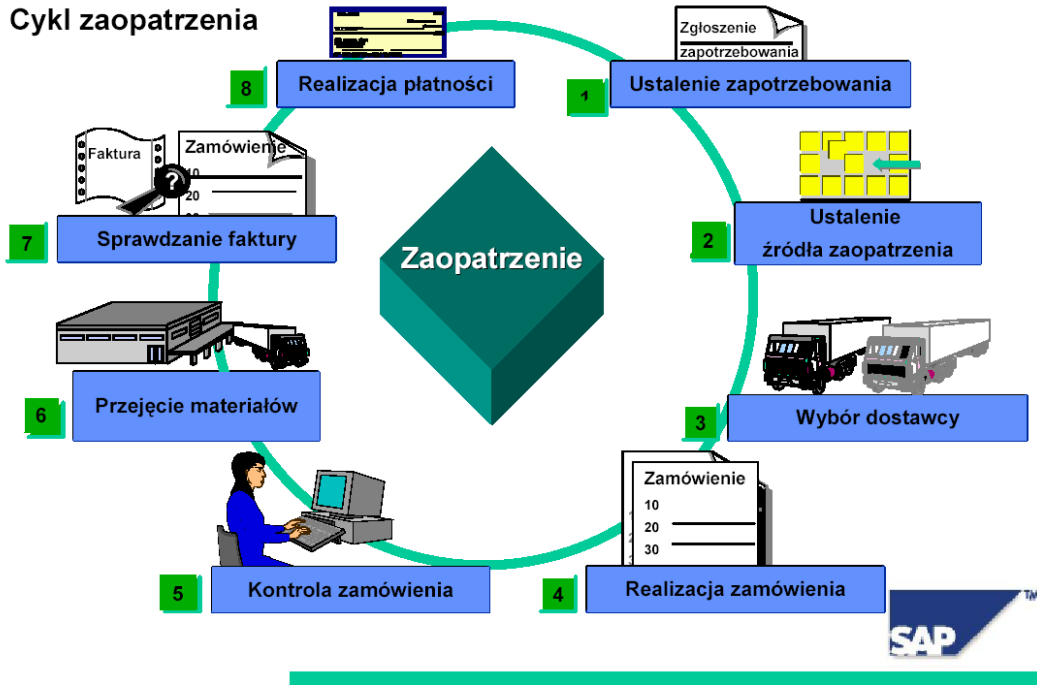 Cykl zaopatrzenia
Zgłoszenie
zapotrzebowania
1
Ustalenie zapotrzebowania
2
Ustalenie
źródła zaopatrzenia
3
Wybór dostawcy
Zamówienie
10
20
30
4
Realizacja zamówienia
5
Kontrola zamówienia
6
Przejęcie materiałów
Faktura
?
Zamówienie
10
20
7
Sprawdzanie faktury
8
Realizacja płatności
Zaopatrzenie
SAP
TM